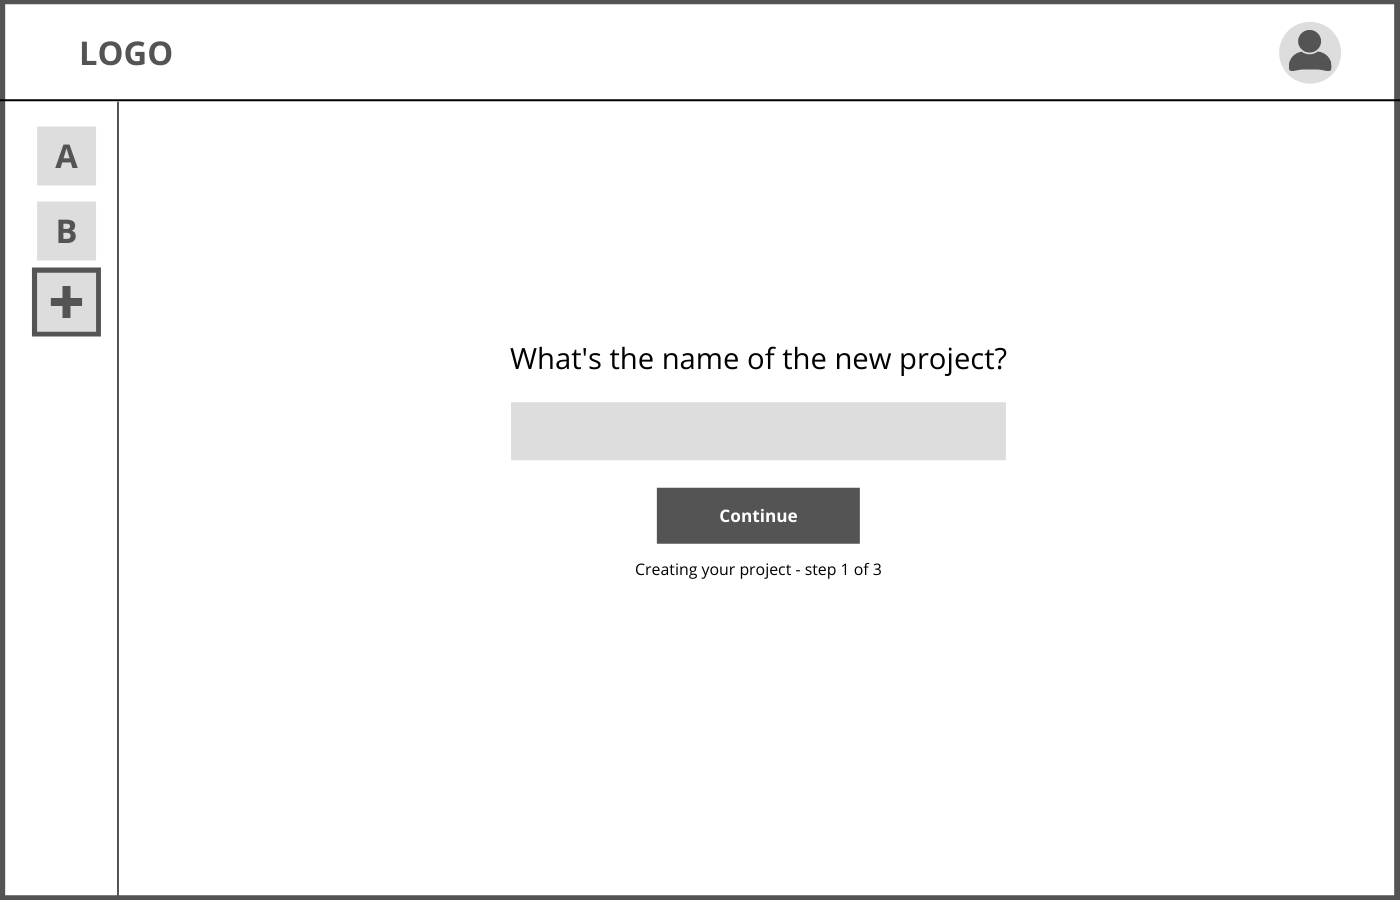 LOGO
A
B
What's the name of the new project?
Continue
Creating your project - step 1 of 3